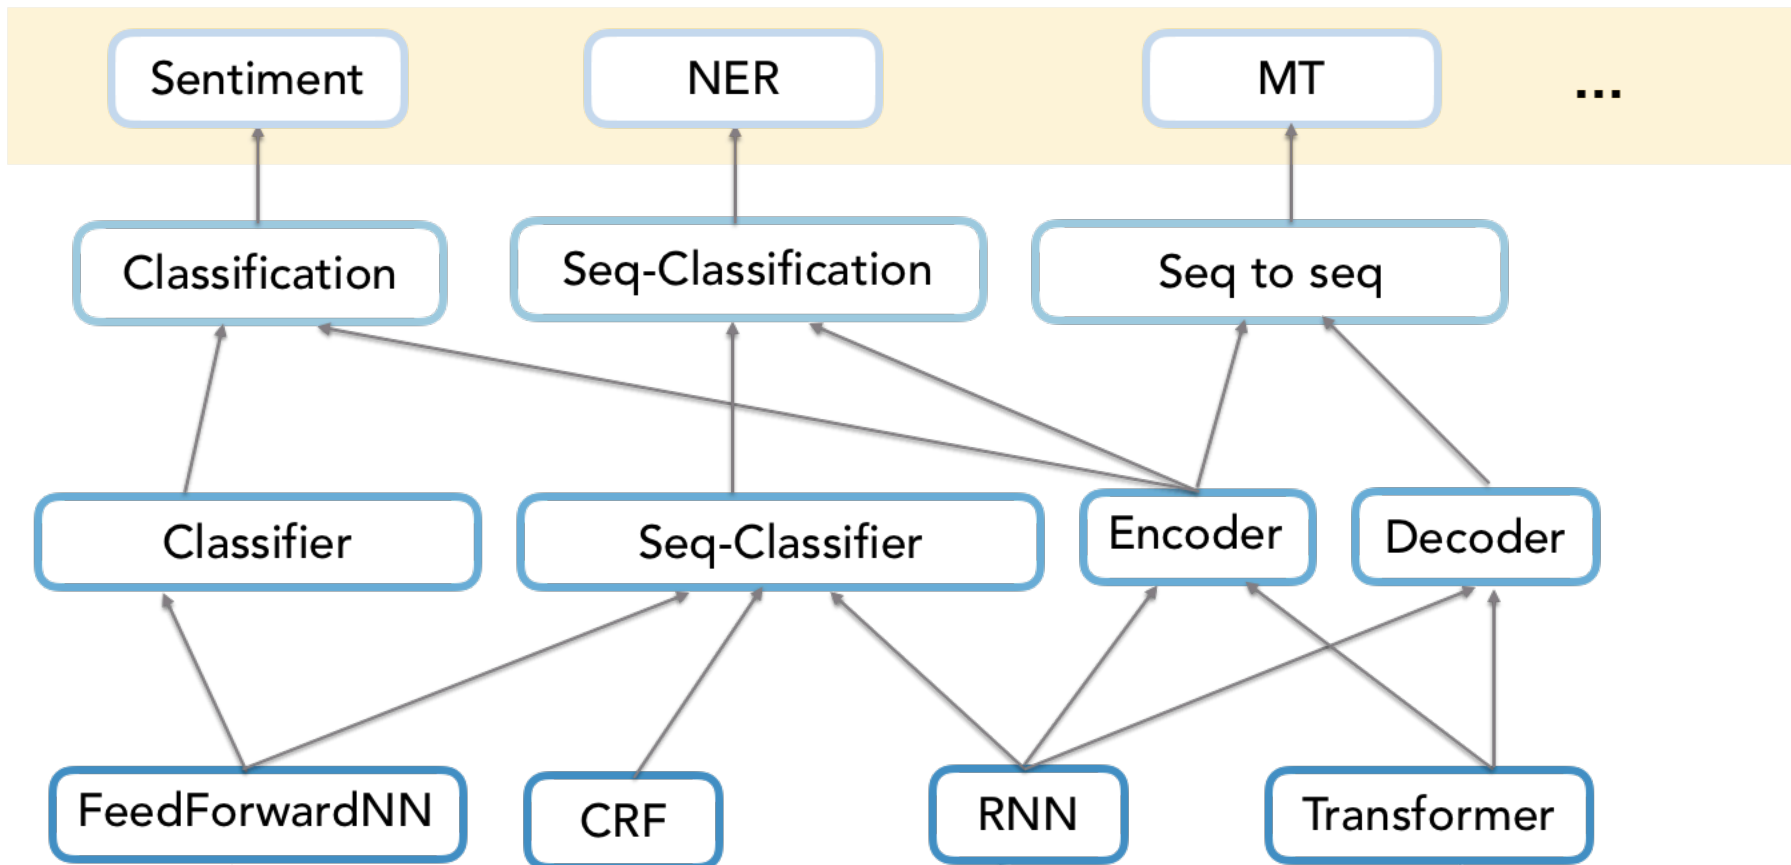 Sentiment
NER
MT
...
Classification
Seq-Classification
Seq to seq
Classifier
Seq-Classifier
Encoder
Decoder
FeedForwardNN
CRF
RNN
Transformer